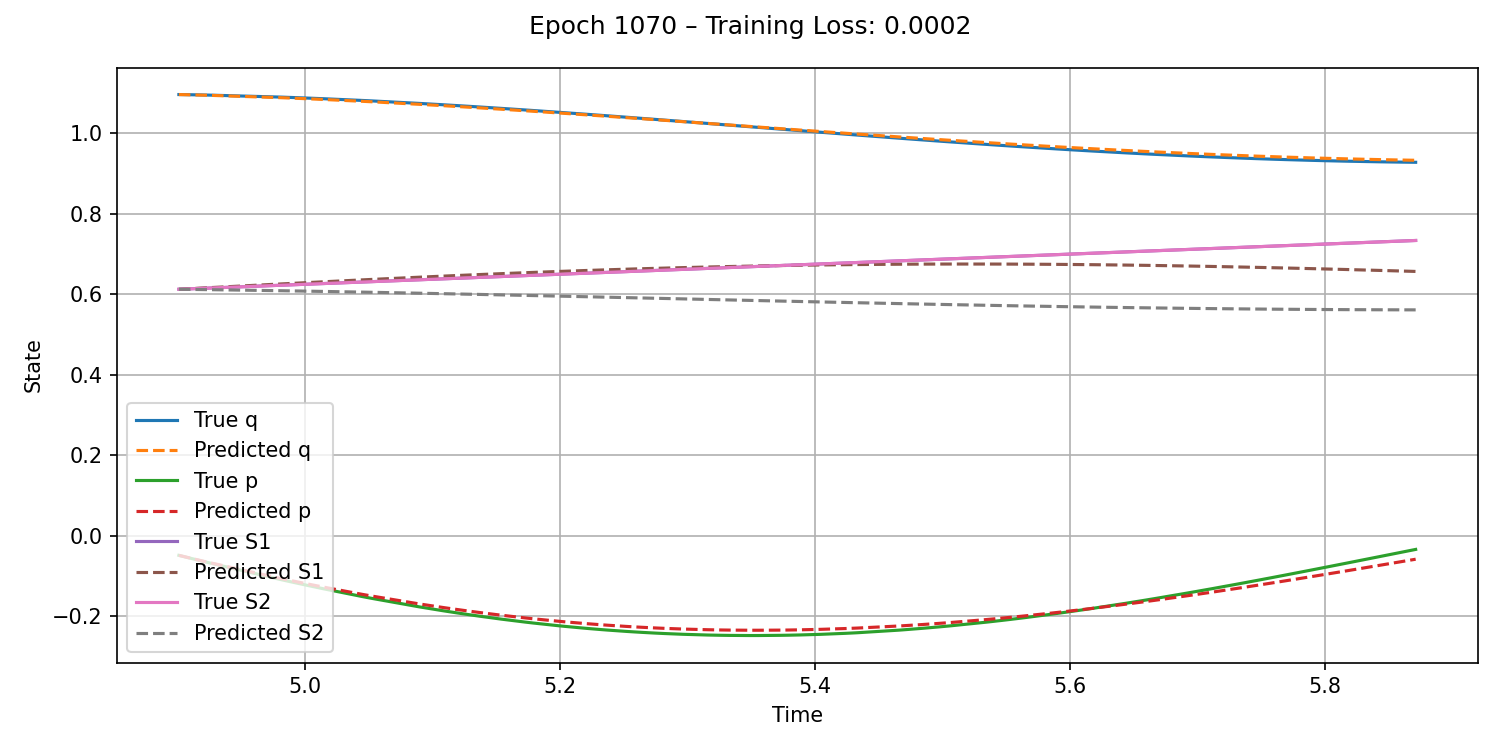 Epoch 1070 – Training Loss: 0.0002
1.0
0.8
0.6
0.4
0.2
0.0
−0.2
State
True q
Predicted q
True p
Predicted p
True S1
Predicted S1
True S2
Predicted S2
5.0 5.2 5.4 5.6 5.8
Time